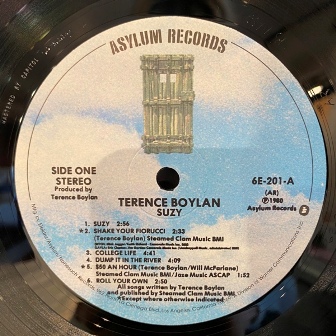 MASTERED BY CAPITOL
ASYLUM RECORDS
SIDE ONE
STEREO
Produced by
Terence Boylan
6E-201-A
(AR)
℗ 1980
Asylum Records
TERENCE BOYLAN
SUZY
1. SUZY 2:56
*2. SHAKE YOUR FIORUCCI 2:33
(Terence Boylan) Steamed Clam Music BMI
3. COLLEGE LIFE 4:41
4. DUMP IT IN THE RIVER 4:09
*5. $50 AN HOUR (Terence Boylan/Will McFarlane)
Steamed Clam Music BMI/Jaxa Music ASCAP 1:52
6. ROLL YOUR OWN 2:50
All songs written by Terence Boylan
and published by Steamed Clam Music BMI
*Except where otherwise indicated